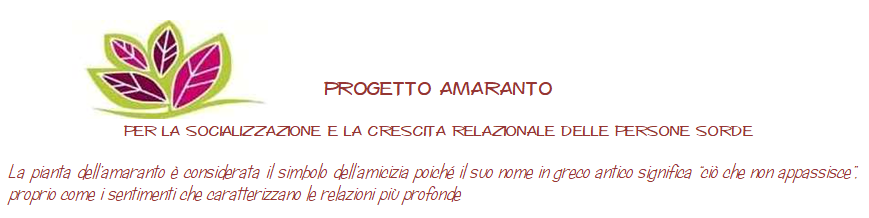 PROGETTO AMARANTO
PER LA SOCIALIZZAZIONE E LA CRESCITA RELAZIONALE DELLE PERSONE SORDE
La pianta dell'amaranto è considerata il simbolo dell'amicizia poiché il suo nome in greco antico significa "ciò che non appassisce",
proprio come i sentimenti che caratterizzano le relazioni più profonde